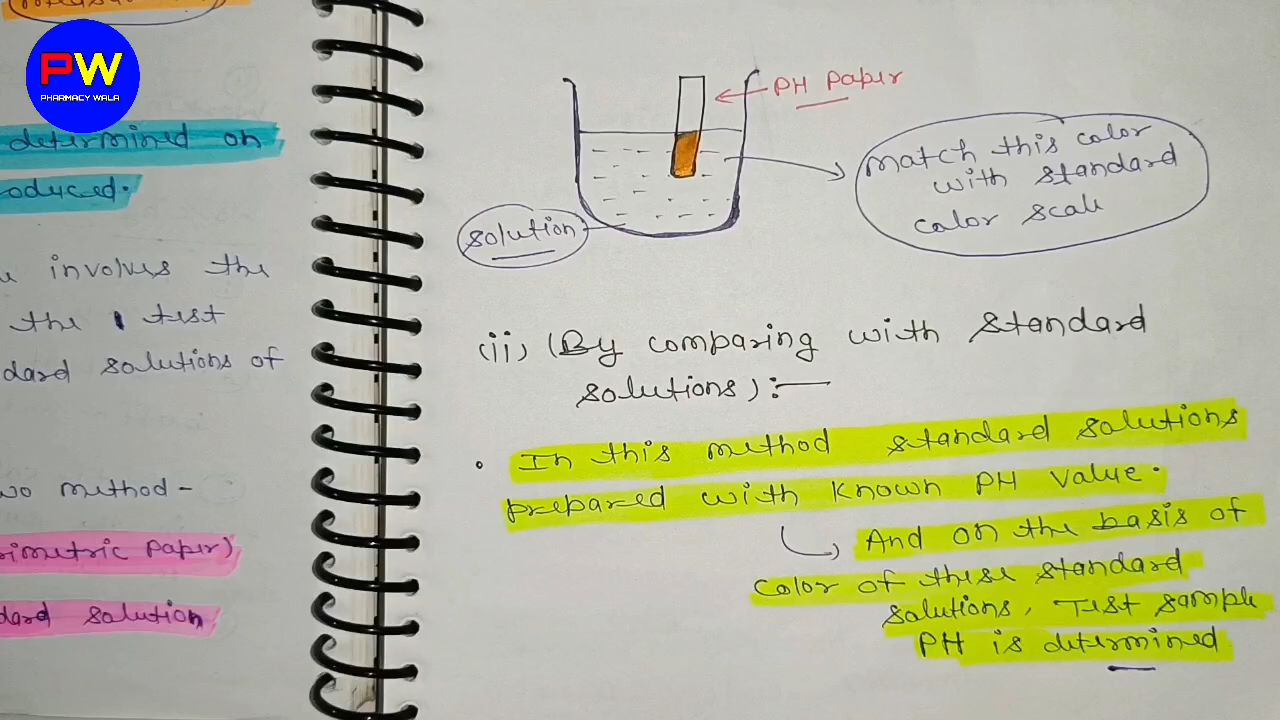 PW
PHARMACY WALA
determined on
oduced.
involves the
the test
dard solutions of
wo method -
rimetric Paper)
dard solution
PH Paper
Match this color
with standard
color scale
solution
(ii) (By comparing with standard
solutions) :—
• In this method standard solutions
prepared with known PH value.
↳ And on the basis of
color of these standard
solutions, Test sample
PH is determined